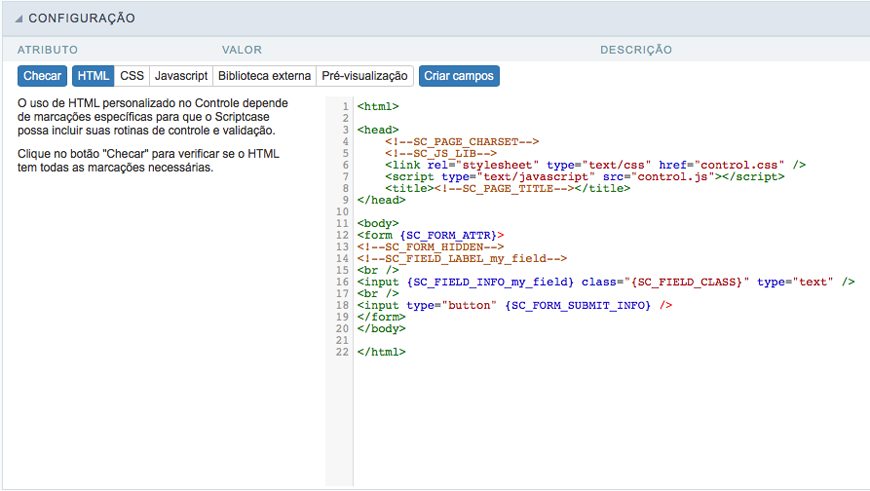 CONFIGURAÇÃO
ATRIBUTO VALOR DESCRIÇÃO
Checar HTML CSS Javascript Biblioteca externa Pré-visualização Criar campos
O uso de HTML personalizado no Controle depende
de marcações específicas para que o Scriptcase
possa incluir suas rotinas de controle e validação.
Clique no botão "Checar" para verificar se o HTML
tem todas as marcações necessárias.
1 <html>
2
3 <head>
4     <!--SC_PAGE_CHARSET-->
5     <!--SC_JS_LIB-->
6     <link rel="stylesheet" type="text/css" href="control.css" />
7     <script type="text/javascript" src="control.js"></script>
8     <title><!--SC_PAGE_TITLE--></title>
9 </head>
10
11 <body>
12 <form {SC_FORM_ATTR}>
13 <!--SC_FORM_HIDDEN-->
14 <!--SC_FIELD_LABEL_my_field-->
15 <br />
16 <input {SC_FIELD_INFO_my_field} class="{SC_FIELD_CLASS}" type="text" />
17 <br />
18 <input type="button" {SC_FORM_SUBMIT_INFO} />
19 </form>
20 </body>
21
22 </html>